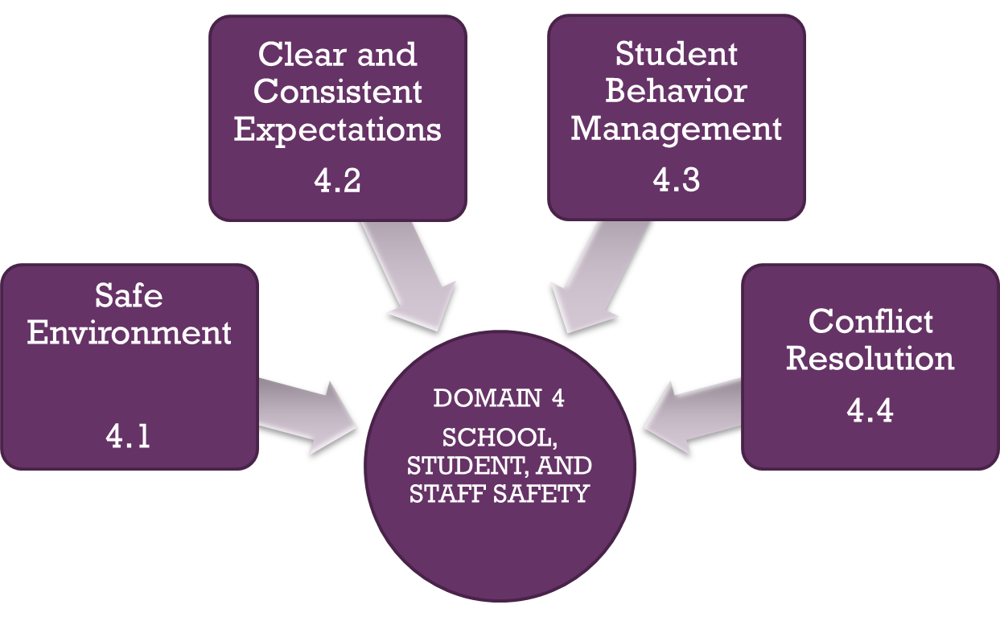 Clear and
Consistent
Expectations
4.2
Student
Behavior
Management
4.3
Safe
Environment
4.1
Conflict
Resolution
4.4
DOMAIN 4
SCHOOL,
STUDENT, AND
STAFF SAFETY